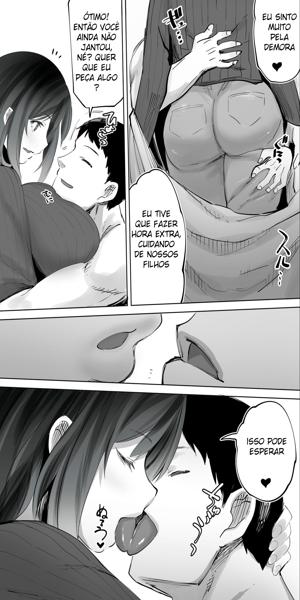 EU SINTO
MUITO
PELA
DEMORA
♥
ÓTIMO!
ENTÃO VOCÊ
AINDA NÃO
JANTOU,
NÉ? QUER
QUE EU
PEÇA ALGO
?
EU TIVE
QUE FAZER
HORA EXTRA,
CUIDANDO
DE NOSSOS
FILHOS
ISSO PODE
ESPERAR
♥